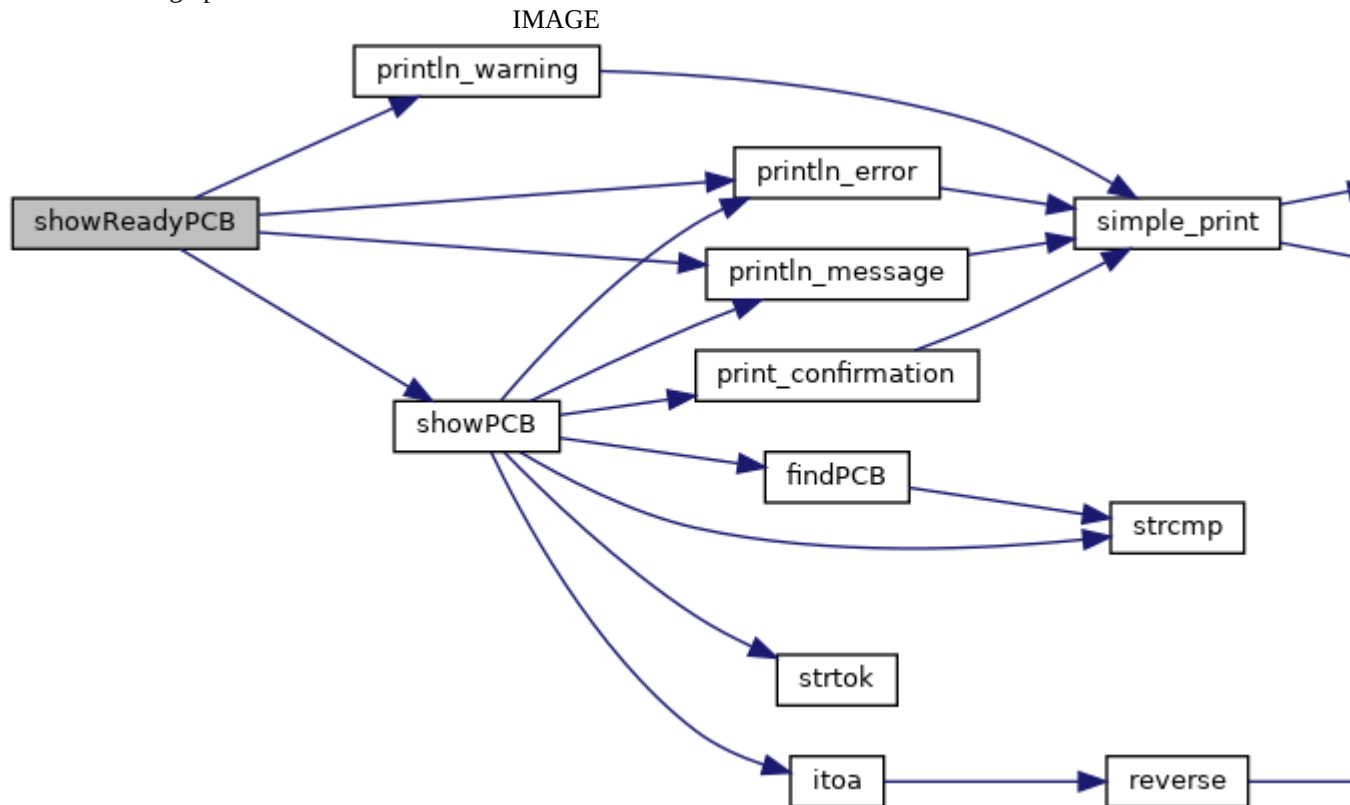 IMAGE
println_warning
println_error
showReadyPCB
simple_print
println_message
print_confirmation
showPCB
findPCB
strcmp
strtok
itoa
reverse